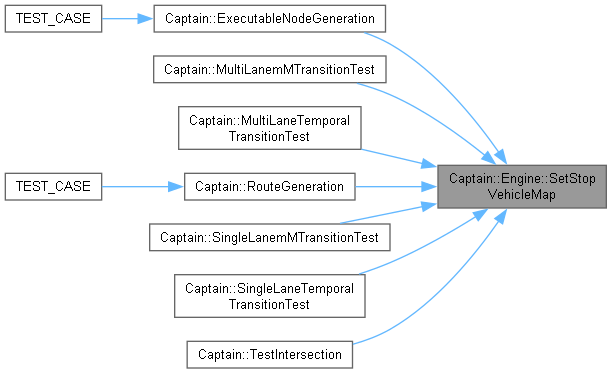 TEST_CASE
Captain::ExecutableNodeGeneration
Captain::MultiLanemMTransitionTest
Captain::MultiLaneTemporal
TransitionTest
Captain::Engine::SetStop
VehicleMap
TEST_CASE
Captain::RouteGeneration
Captain::SingleLanemMTransitionTest
Captain::SingleLaneTemporal
TransitionTest
Captain::TestIntersection